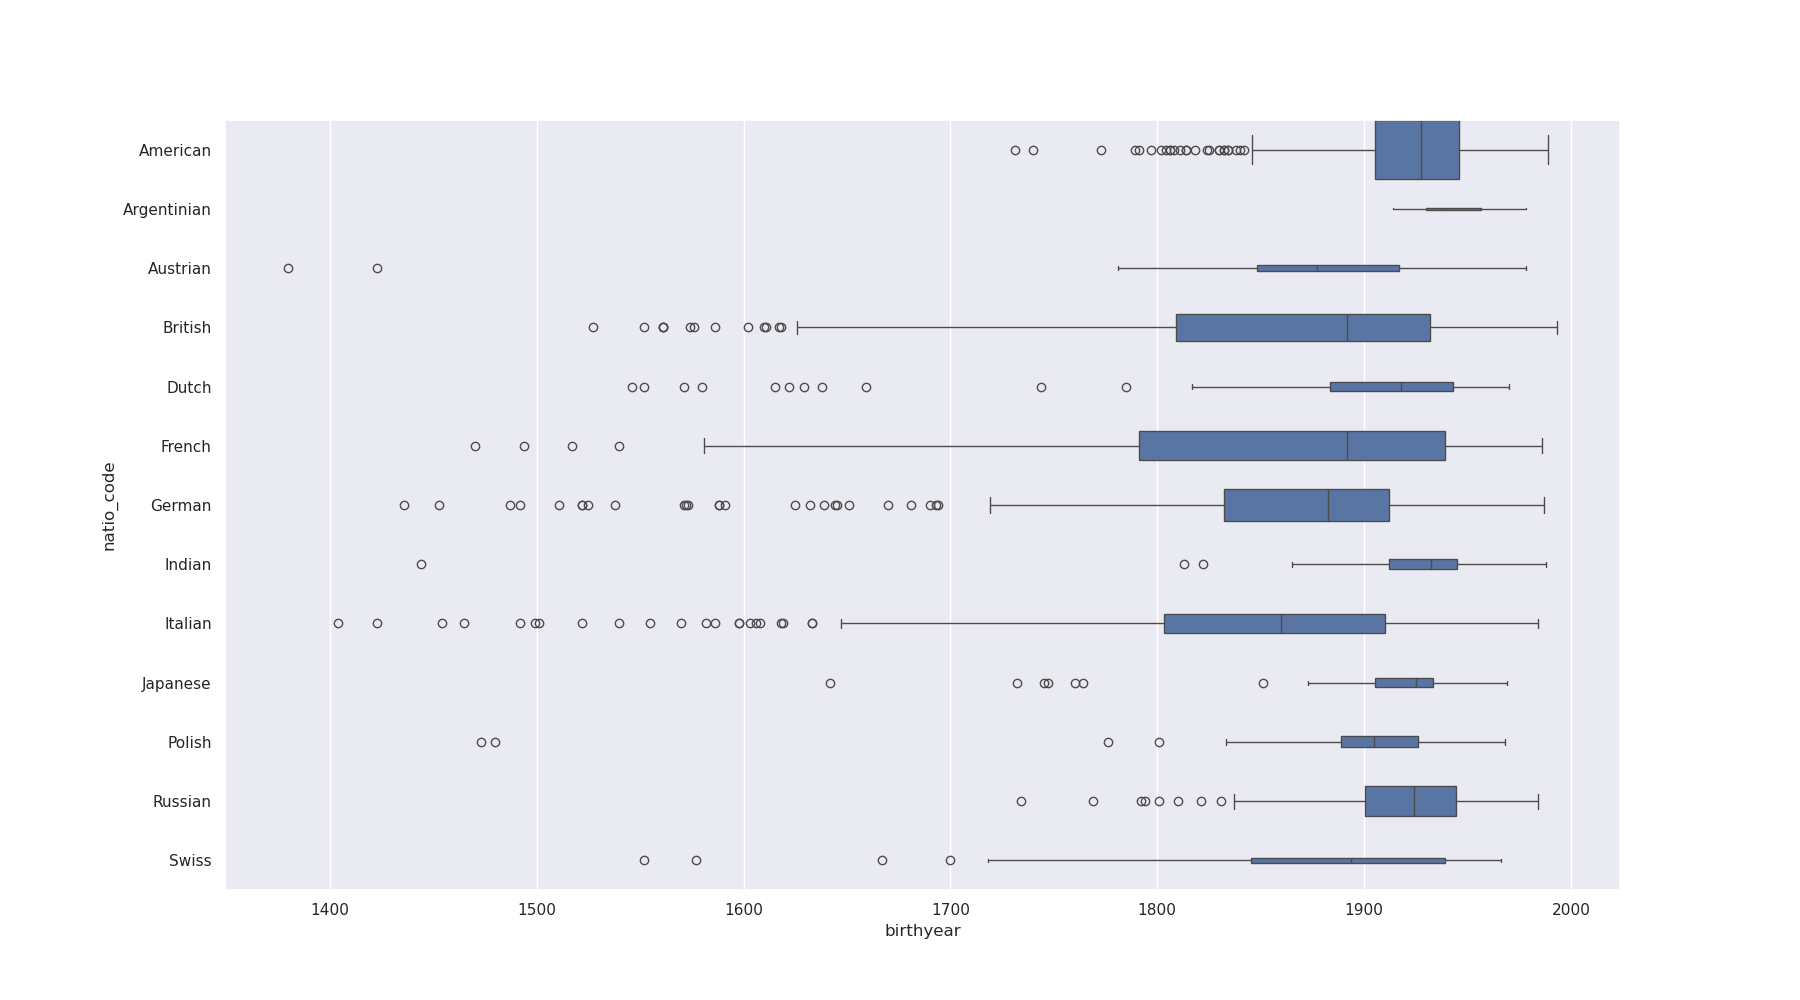 American
Argentinian
Austrian
British
Dutch
French
German
Indian
Italian
Japanese
Polish
Russian
Swiss
natio_code
1400 1500 1600 1700 1800 1900 2000
birthyear